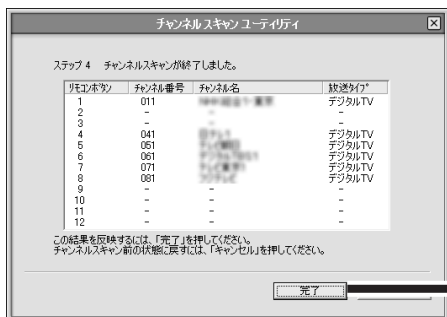 チャンネル スキャン ユーティリティ
ステップ 4 チャンネルスキャンが終了しました。
リモコンボタン チャンネル番号 チャンネル名 放送タイプ
1 011 デジタルTV
2 - -
3 - -
4 041 デジタルTV
5 051 デジタルTV
6 061 デジタルTV
7 071 デジタルTV
8 081 デジタルTV
9 - -
10 - -
11 - -
12 - -
この結果を反映するには、「完了」を押してください。
チャンネルスキャン前の状態に戻すには、「キャンセル」を押してください。
完了